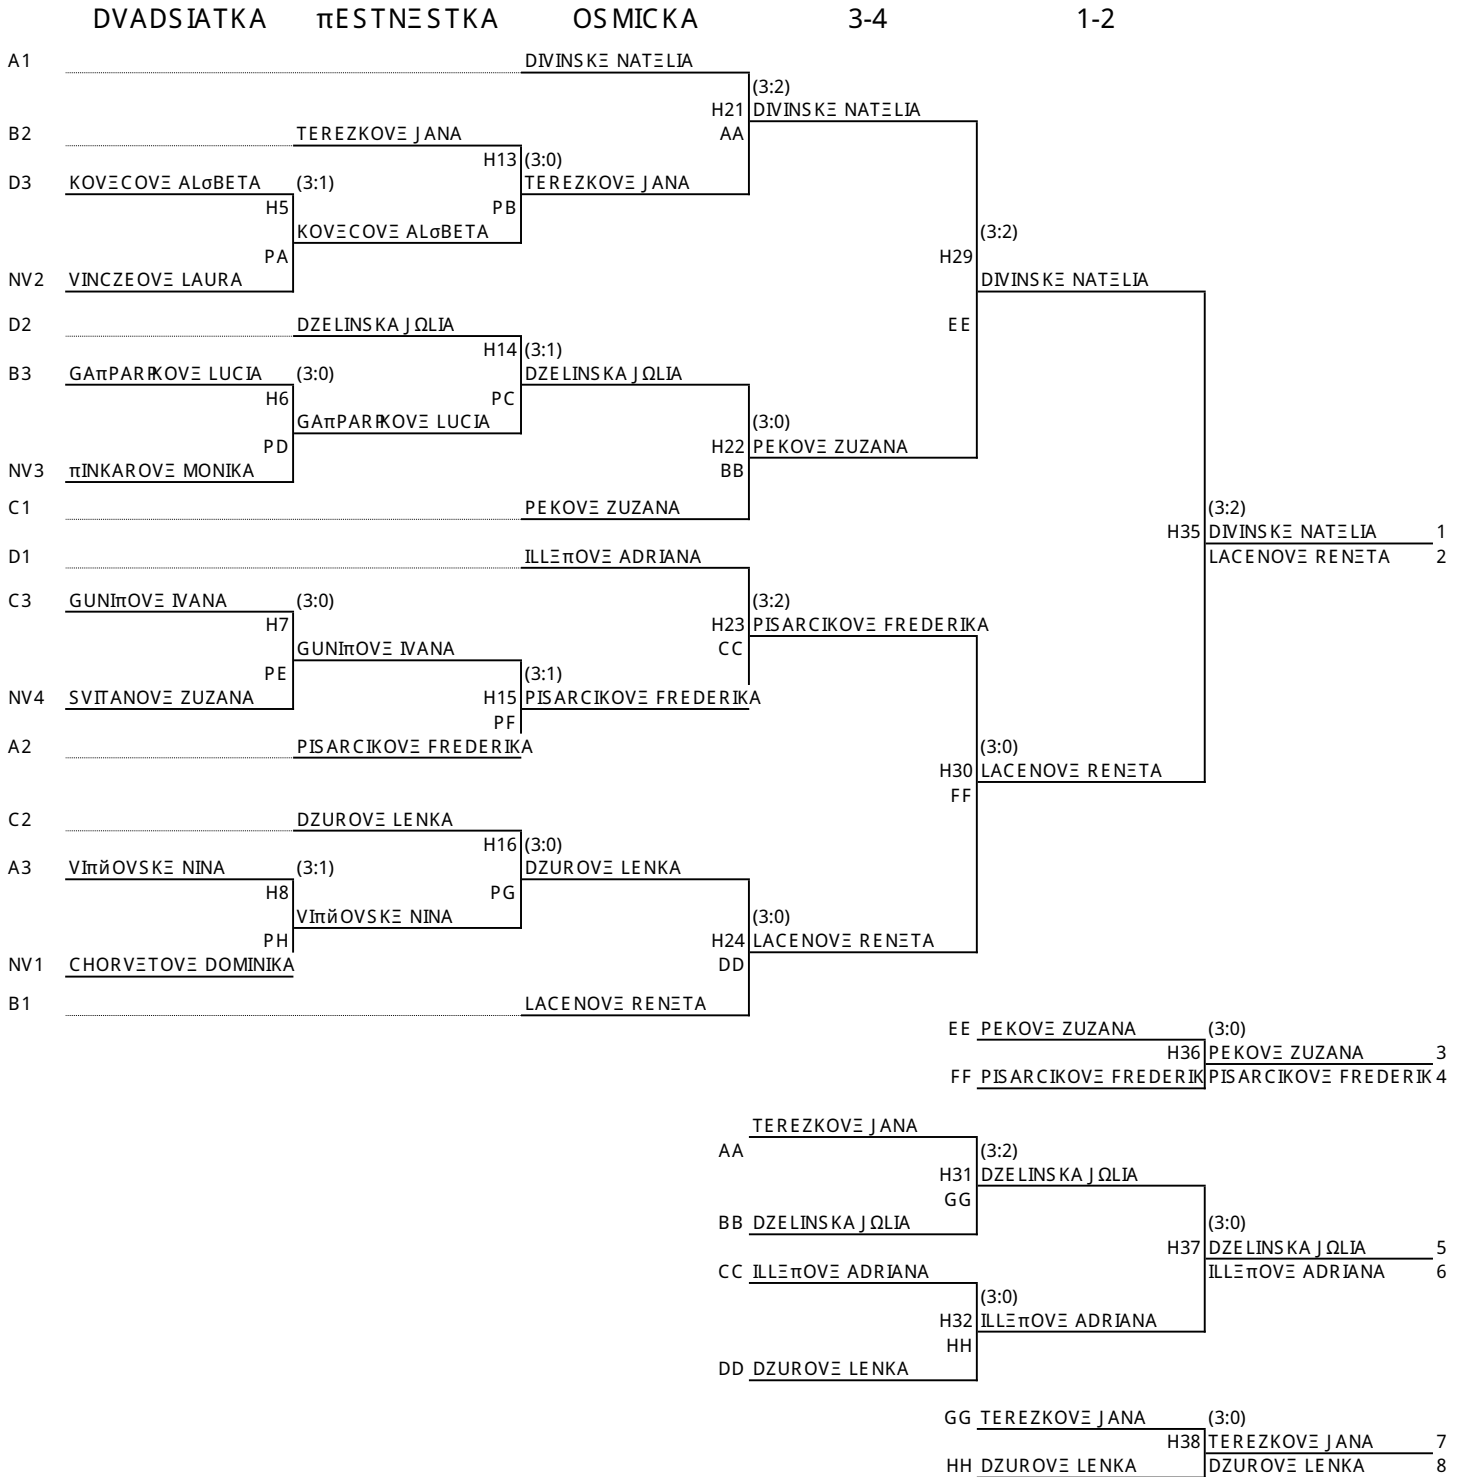 DVADSIATKA πESTNΞSTKA OSMICKA 3-4 1-2
A1 DIVINSKΞ NATΞLIA
(3:2)
H21 DIVINSKΞ NATΞLIA
B2 TEREZKOVΞ JANA AA
H13 (3:0)
D3 KOVΞCOVΞ ALσBETA (3:1) TEREZKOVΞ JANA
H5 PB
KOVΞCOVΞ ALσBETA (3:2)
PA H29
NV2 VINCZEOVΞ LAURA DIVINSKΞ NATΞLIA
D2 DZELINSKA JΩLIA EE
H14 (3:1)
B3 GAπPARRKOVΞ LUCIA (3:0) DZELINSKA JΩLIA
H6 PC
GAπPARRKOVΞ LUCIA (3:0)
PD H22 PEKOVΞ ZUZANA
NV3 πINKAROVΞ MONIKA BB
C1 PEKOVΞ ZUZANA (3:2)
H35 DIVINSKΞ NATΞLIA 1
D1 ILLΞπOVΞ ADRIANA LACENOVΞ RENΞTA 2
C3 GUNIπOVΞ IVANA (3:0) (3:2)
H7 H23 PISARCIKOVΞ FREDERIKA
GUNIπOVΞ IVANA CC
PE (3:1)
NV4 SVITANOVΞ ZUZANA H15 PISARCIKOVΞ FREDERIKA
PF
A2 PISARCIKOVΞ FREDERIKA (3:0)
H30 LACENOVΞ RENΞTA
FF
C2 DZUROVΞ LENKA
H16 (3:0)
A3 VIπйOVSKΞ NINA (3:1) DZUROVΞ LENKA
H8 PG
VIπйOVSKΞ NINA (3:0)
PH H24 LACENOVΞ RENΞTA
NV1 CHORVΞTOVΞ DOMINIKA DD
B1 LACENOVΞ RENΞTA
EE PEKOVΞ ZUZANA (3:0)
H36 PEKOVΞ ZUZANA 3
FF PISARCIKOVΞ FREDERIK PISARCIKOVΞ FREDERIK 4
TEREZKOVΞ JANA
AA (3:2)
H31 DZELINSKA JΩLIA
GG
BB DZELINSKA JΩLIA (3:0)
H37 DZELINSKA JΩLIA 5
CC ILLΞπOVΞ ADRIANA ILLΞπOVΞ ADRIANA 6
(3:0)
H32 ILLΞπOVΞ ADRIANA
HH
DD DZUROVΞ LENKA
GG TEREZKOVΞ JANA (3:0)
H38 TEREZKOVΞ JANA 7
HH DZUROVΞ LENKA DZUROVΞ LENKA 8